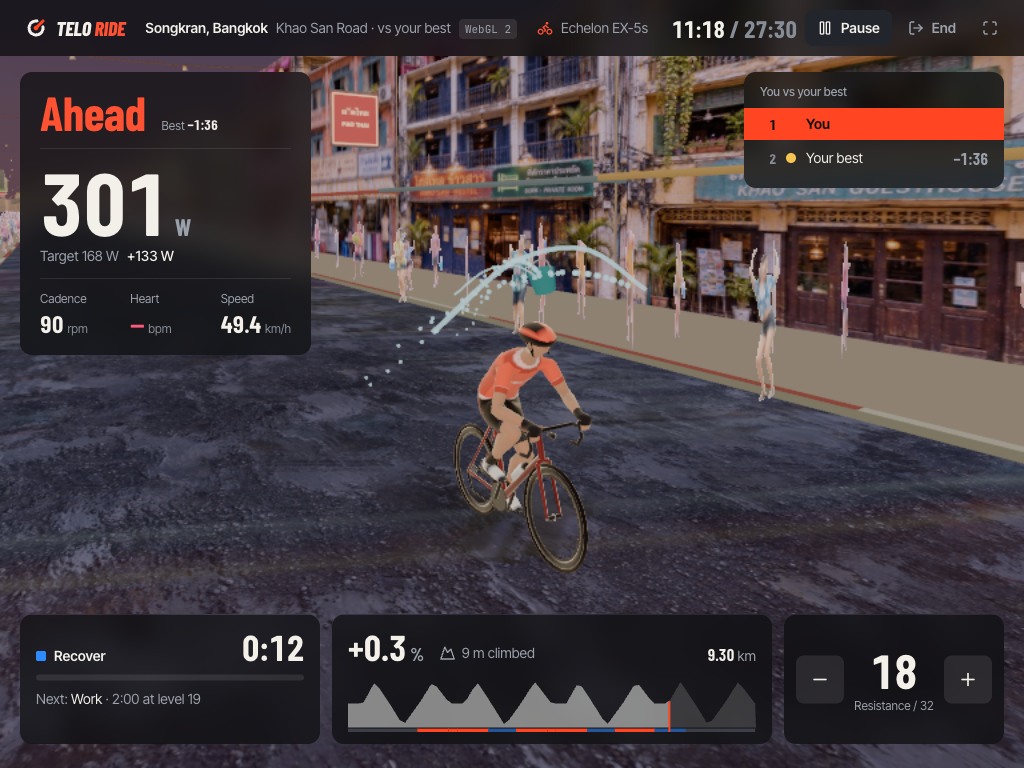 TELO RIDE
Songkran, Bangkok Khao San Road · vs your best WebGL 2
Echelon EX-5s
11:18 / 27:30
Pause
End
Ahead
Best −1:36
301 W
Target 168 W +133 W
Cadence Heart Speed
90 rpm – bpm 49.4 km/h
You vs your best
1 You
2 Your best −1:36
KHAO SAN GUESTHOUSE
Recover 0:12
Next: Work · 2:00 at level 19
+0.3 % 9 m climbed 9.30 km
− 18 +
Resistance / 32